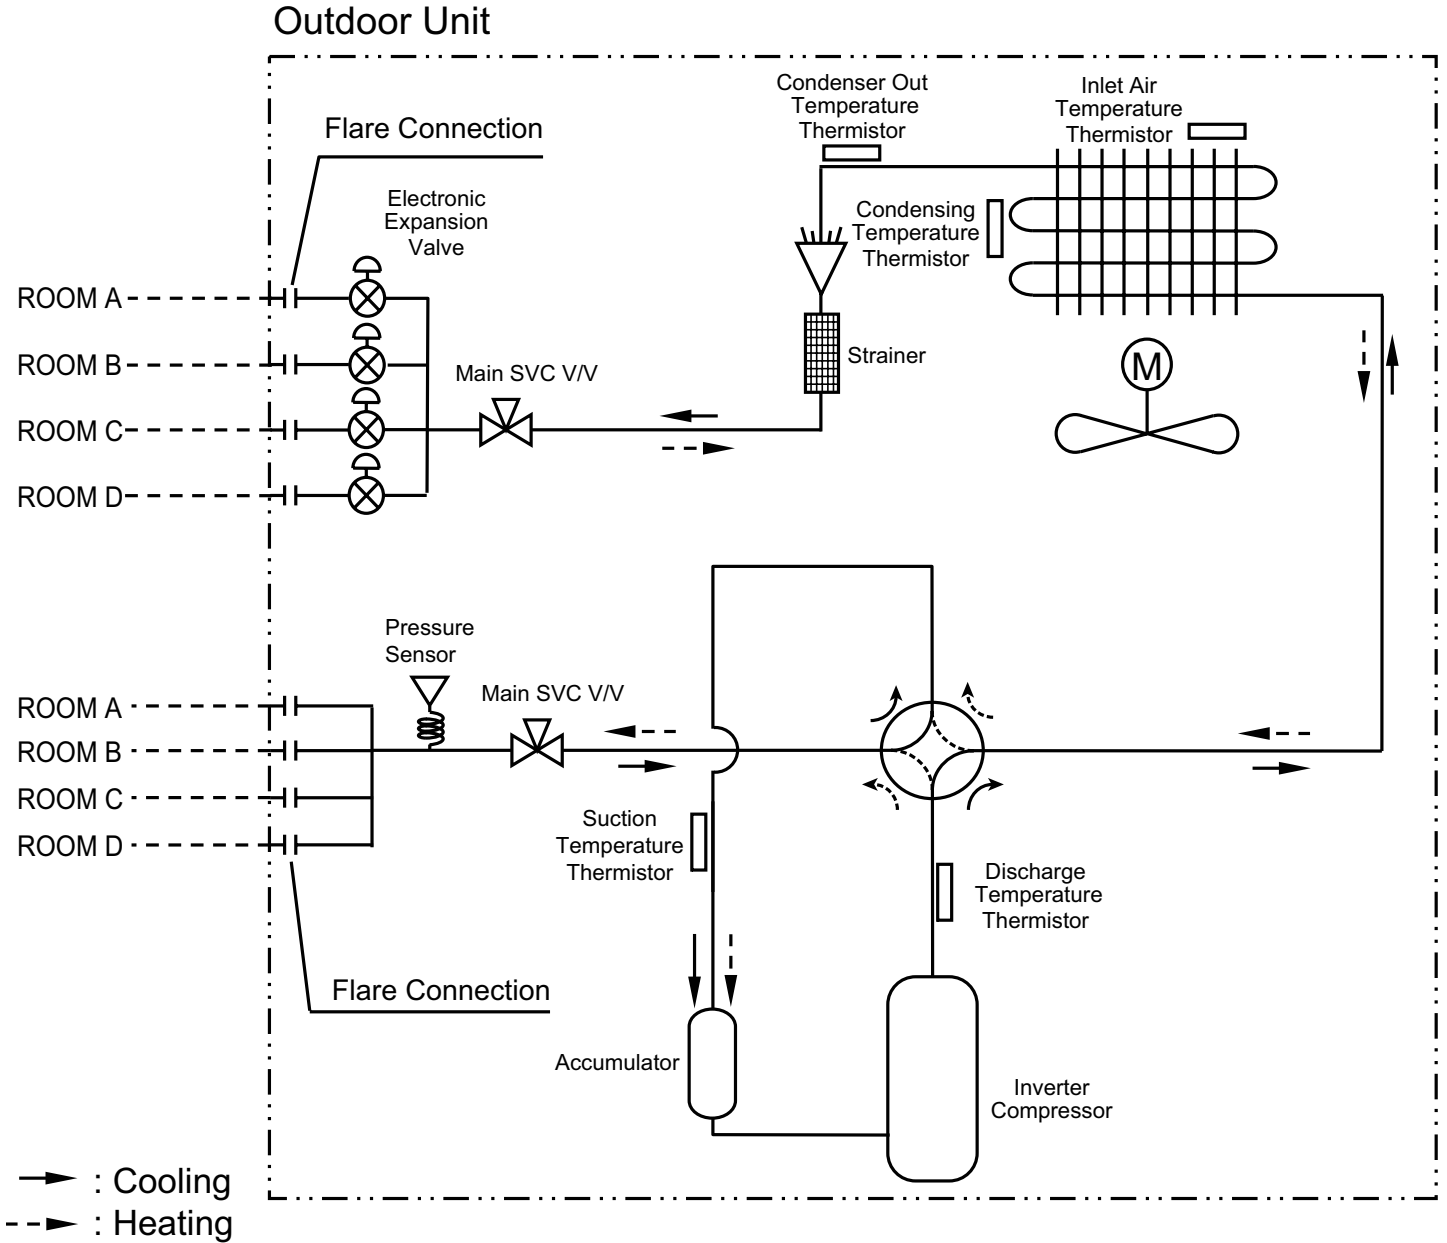 Outdoor Unit
Condenser Out
Temperature
Thermistor
Inlet Air
Temperature
Thermistor
Flare Connection
Electronic
Expansion
Valve
Condensing
Temperature
Thermistor
ROOM A
ROOM B
ROOM C
ROOM D
Main SVC V/V
Strainer
M
Pressure
Sensor
Main SVC V/V
ROOM A
ROOM B
ROOM C
ROOM D
Suction
Temperature
Thermistor
Discharge
Temperature
Thermistor
Flare Connection
Accumulator
Inverter
Compressor
: Cooling
: Heating